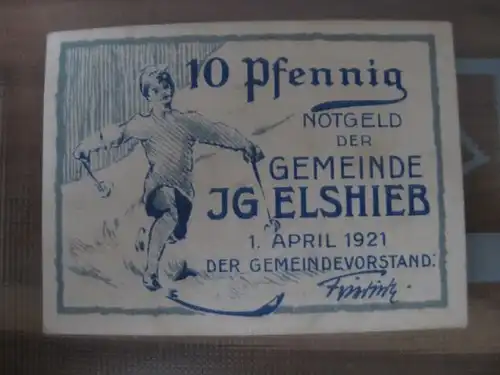 10 Pfennig
NOTGELD
DER
GEMEINDE
JGELSHIEB
1. APRIL 1921
DER GEMEINDEVORSTAND: